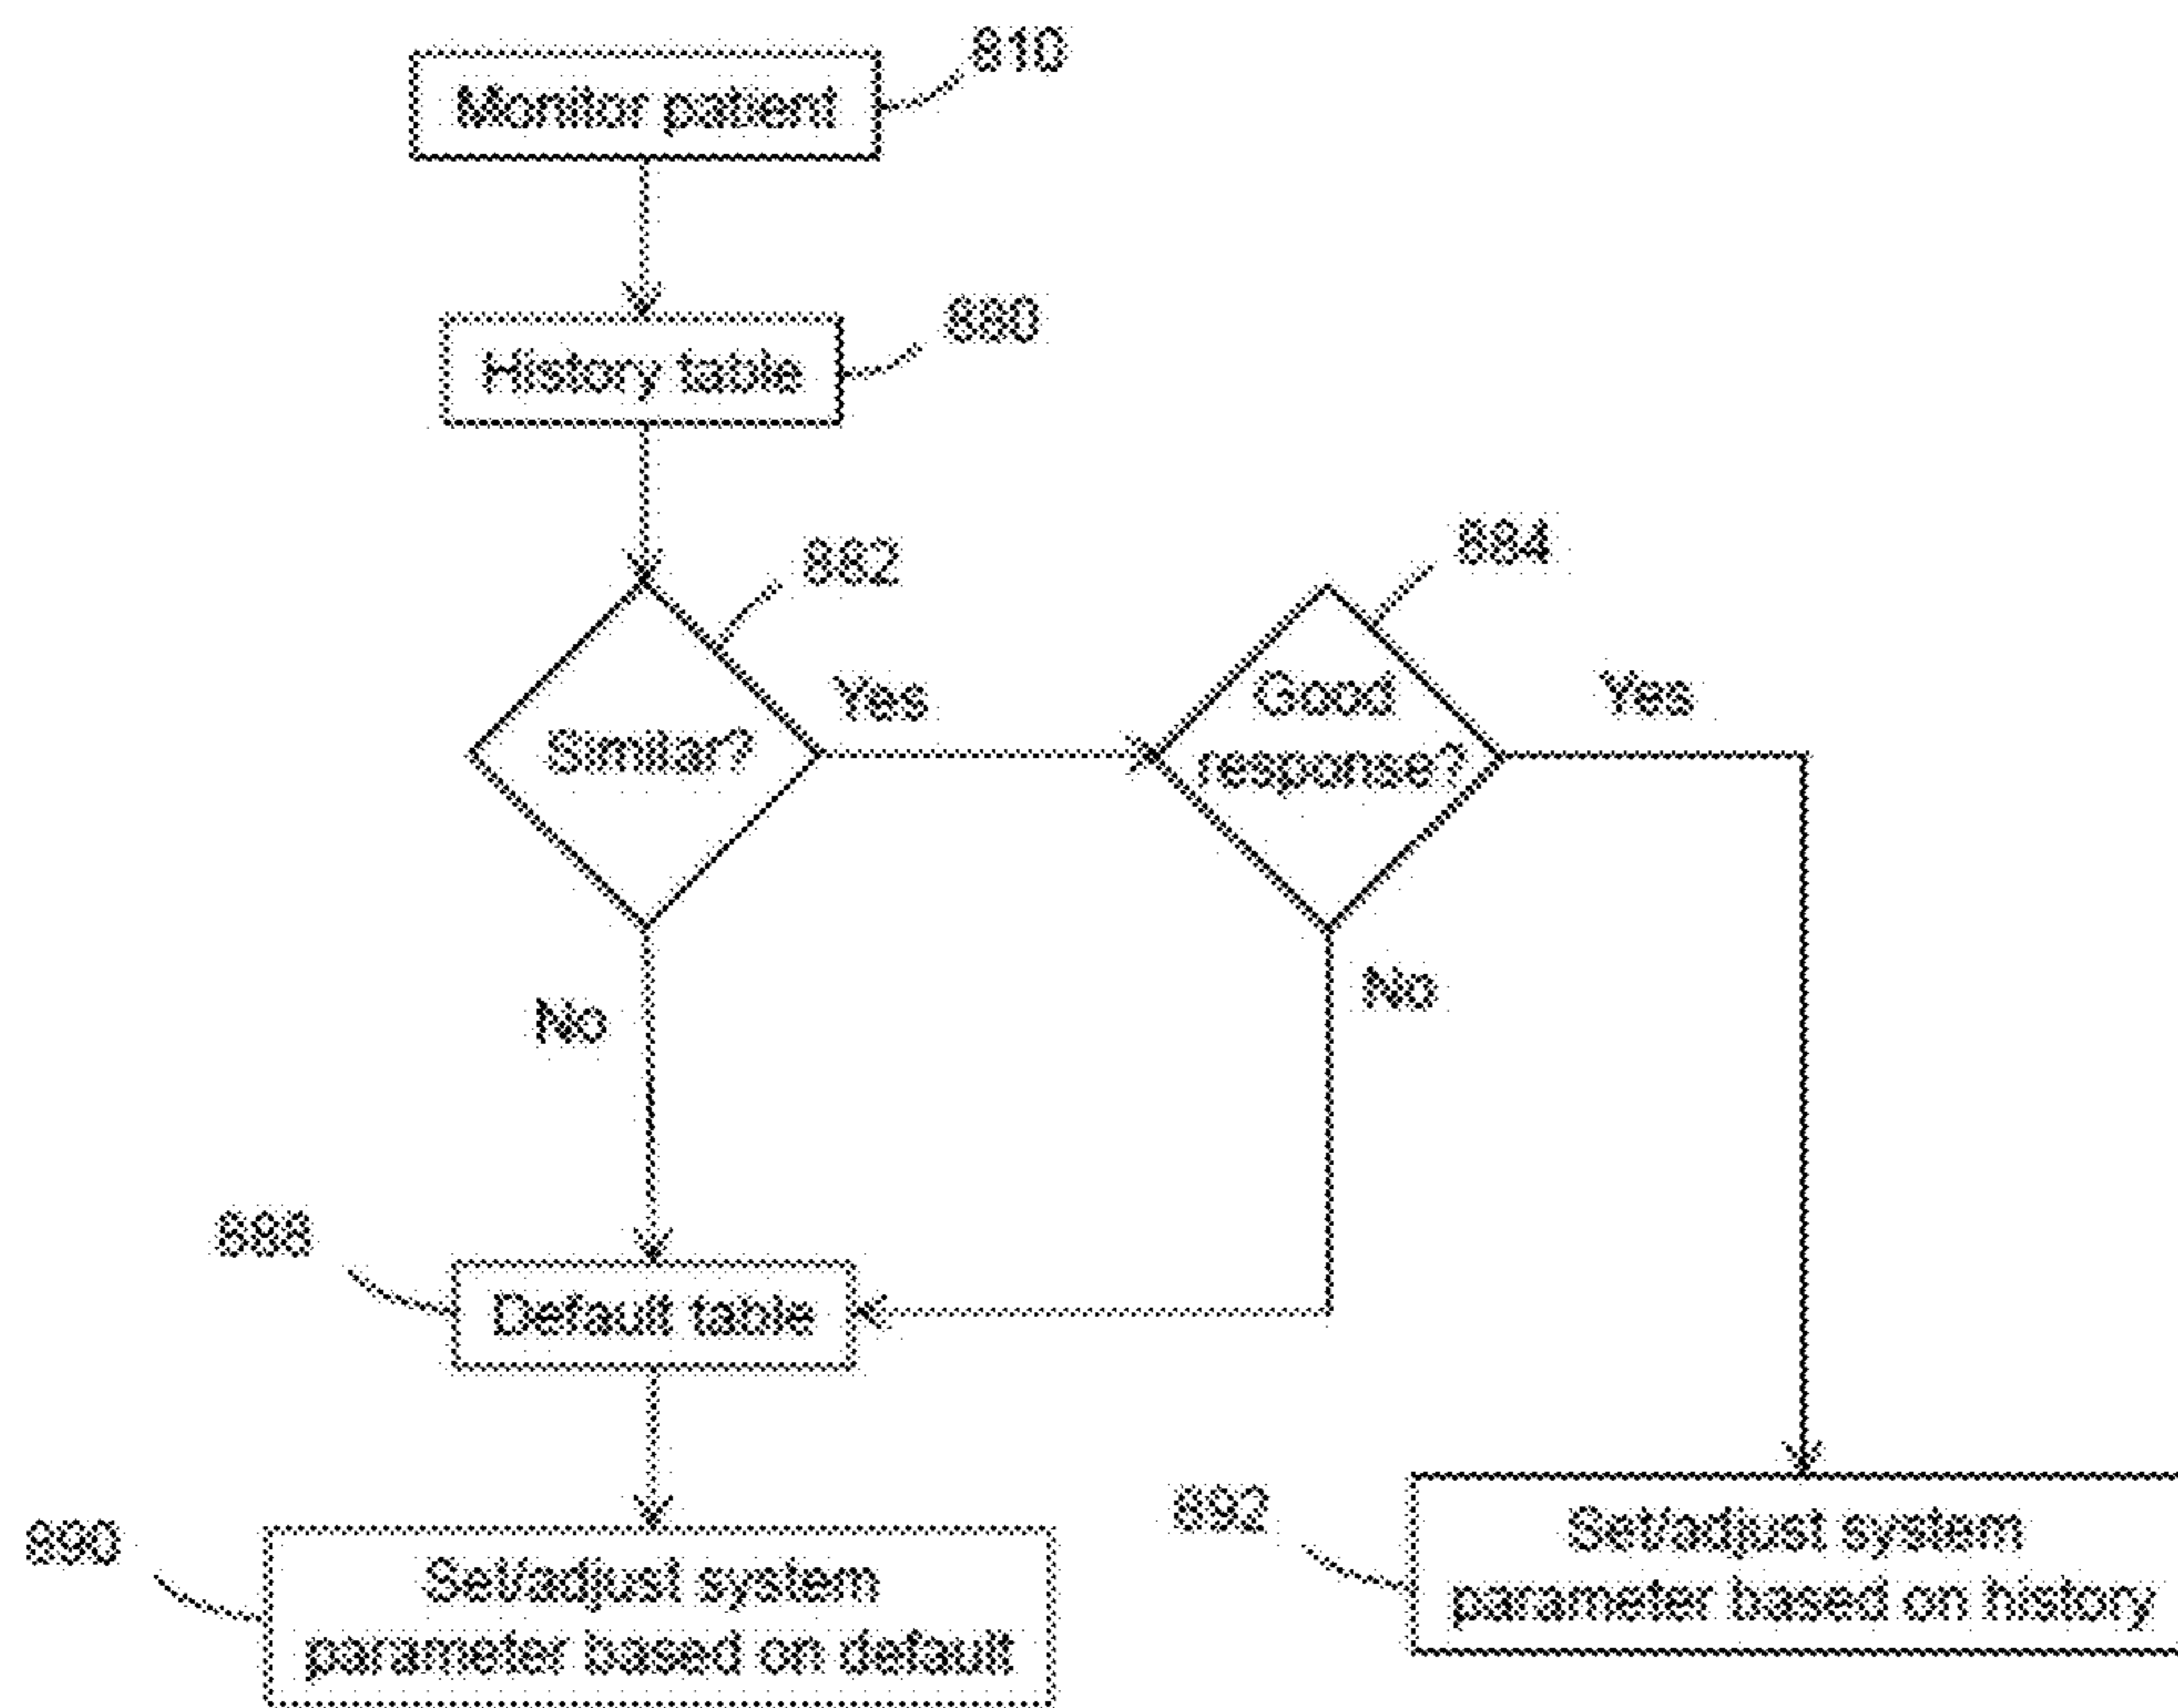 810
Monitor patient
880
History table
882
884
Similar?
Yes
Good
response?
Yes
No
No
888
Default table
890
Set/adjust system
parameter based on default
892
Set/adjust system
parameter based on history